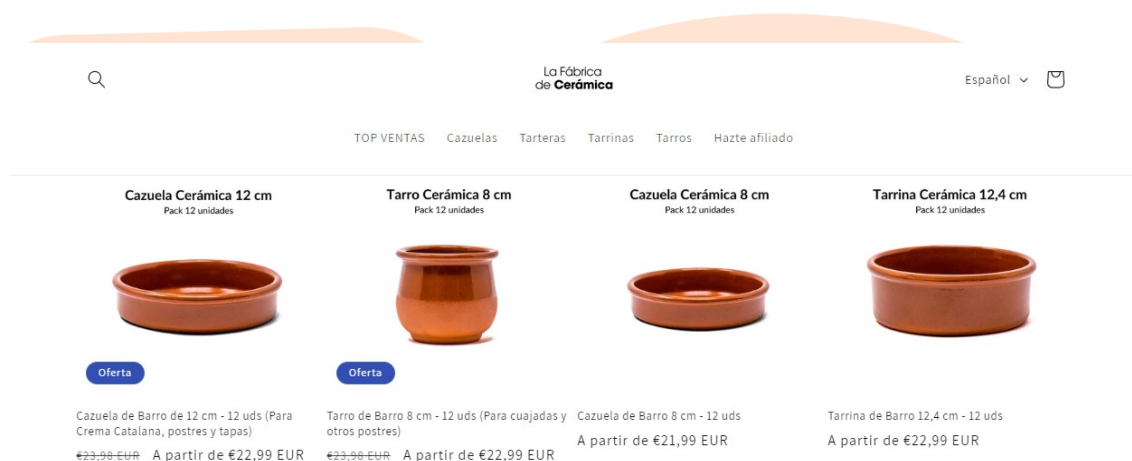 La Fábrica
de Cerámica
Español
TOP VENTAS Cazuelas Tarteras Tarrinas Tarros Hazte afiliado
Cazuela Cerámica 12 cm
Pack 12 unidades
Oferta
Cazuela de Barro de 12 cm - 12 uds (Para
Crema Catalana, postres y tapas)
€23,98 EUR A partir de €22,99 EUR
Tarro Cerámica 8 cm
Pack 12 unidades
Oferta
Tarro de Barro 8 cm - 12 uds (Para cuajadas y
otros postres)
€23,98 EUR A partir de €22,99 EUR
Cazuela Cerámica 8 cm
Pack 12 unidades
Cazuela de Barro 8 cm - 12 uds
A partir de €21,99 EUR
Tarrina Cerámica 12,4 cm
Pack 12 unidades
Tarrina de Barro 12,4 cm - 12 uds
A partir de €22,99 EUR